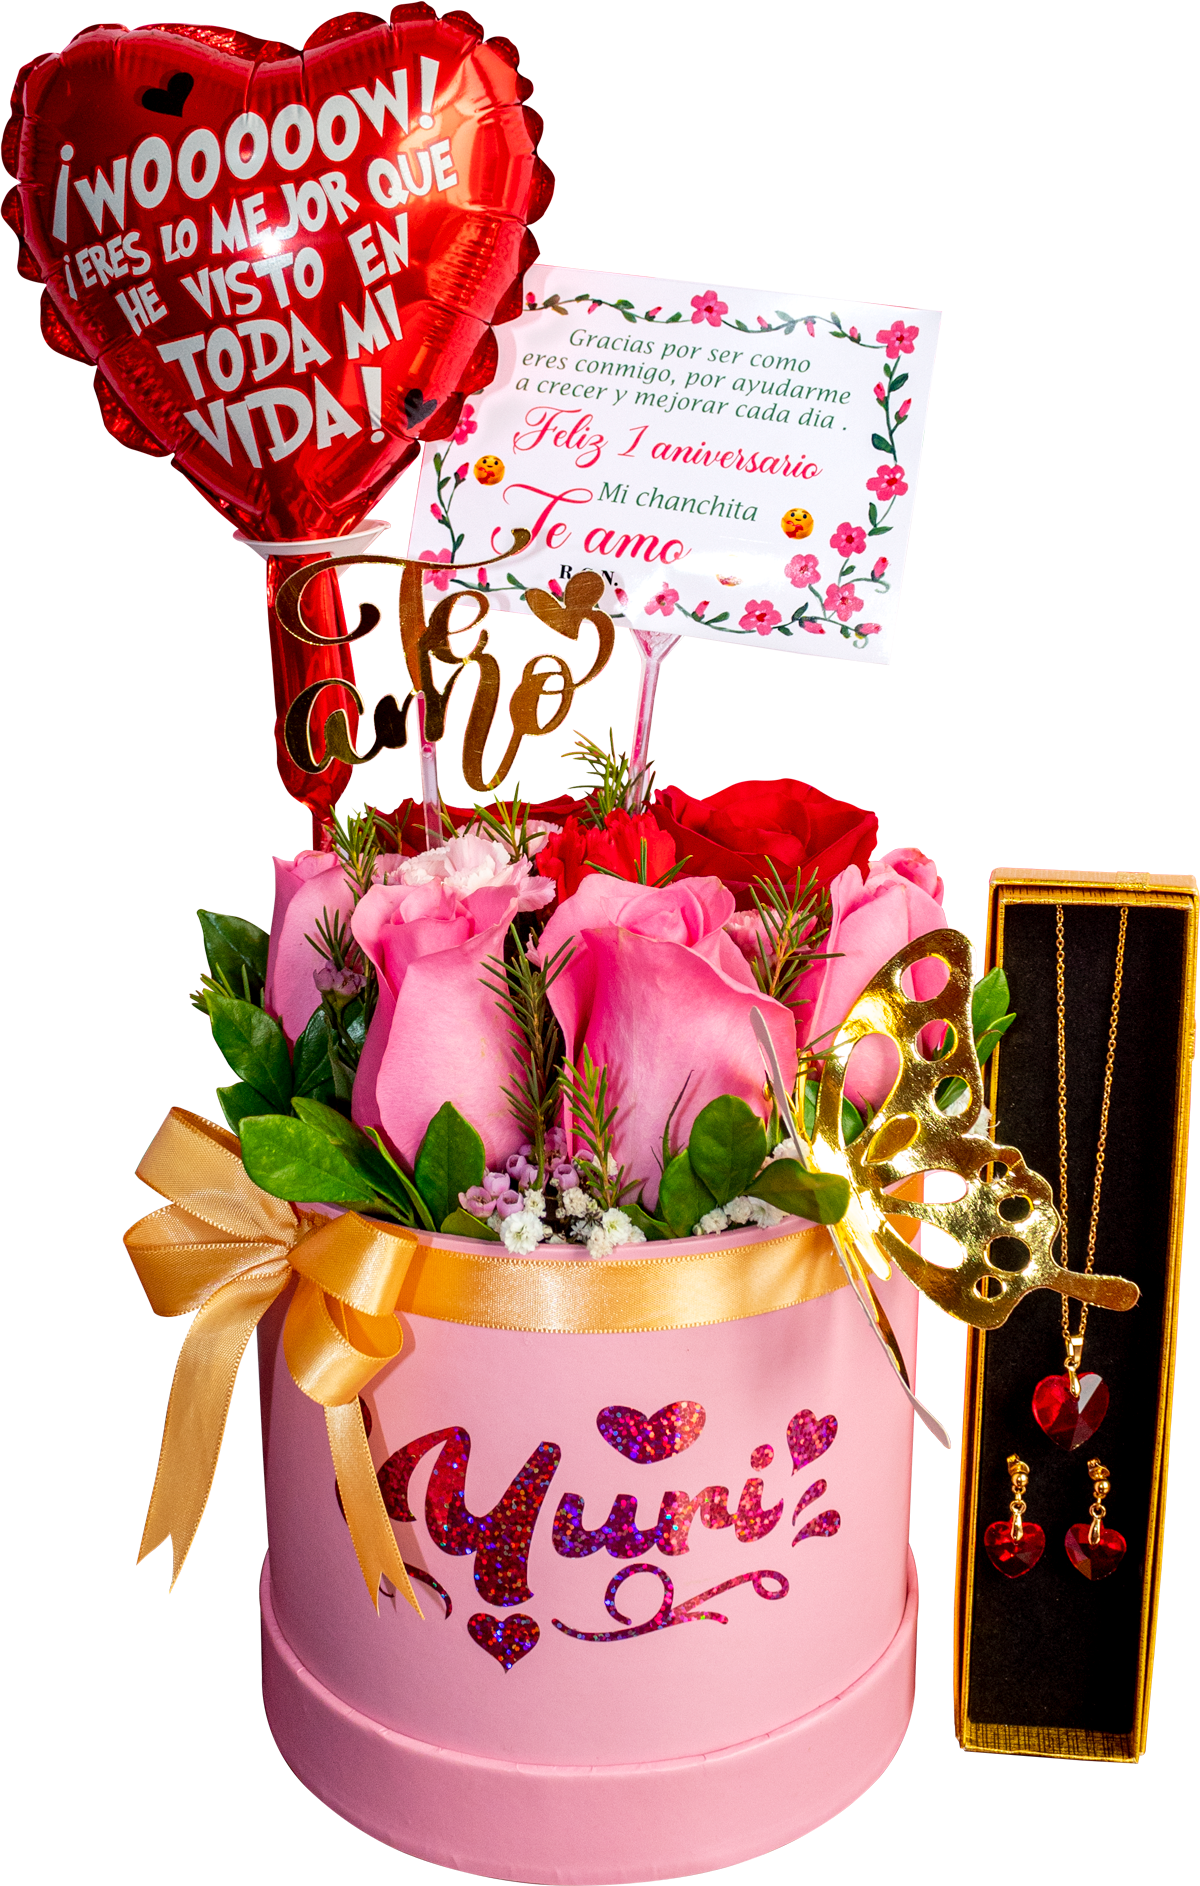 ¡WOOOOOW!
¡ERES LO MEJOR QUE
HE VISTO EN
TODA MI
VIDA!
Gracias por ser como
eres conmigo, por ayudarme
a crecer y mejorar cada dia .
Feliz 1 aniversario
Mi chanchita
Te amo
Te
amo
Yuri